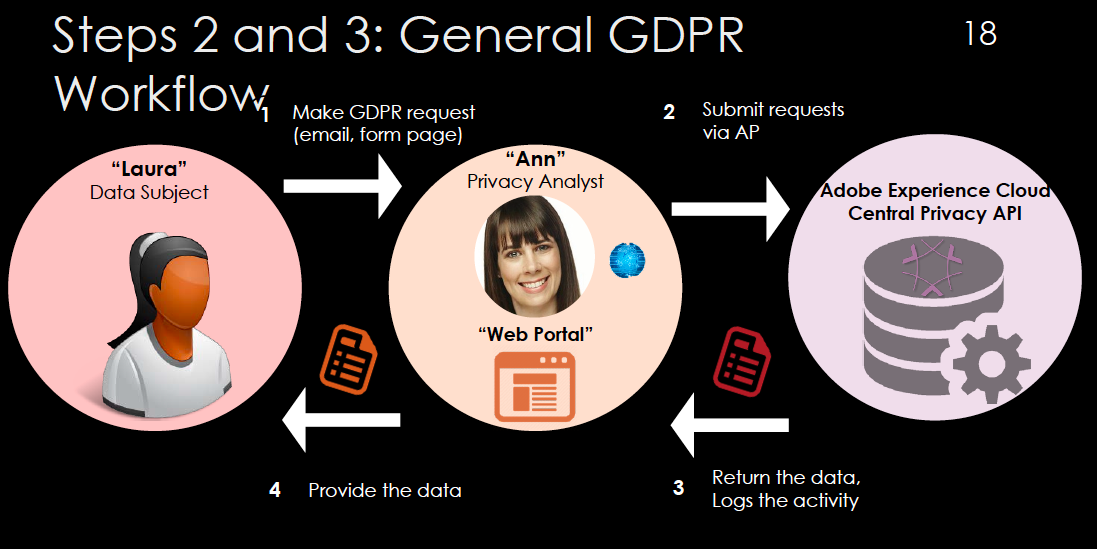 Steps 2 and 3: General GDPR
18
Workflow
1
Make GDPR request
(email, form page)
2
Submit requests
via AP
"Laura"
Data Subject
"Ann"
Privacy Analyst
Adobe Experience Cloud
Central Privacy API
"Web Portal"
4
Provide the data
3
Return the data,
Logs the activity